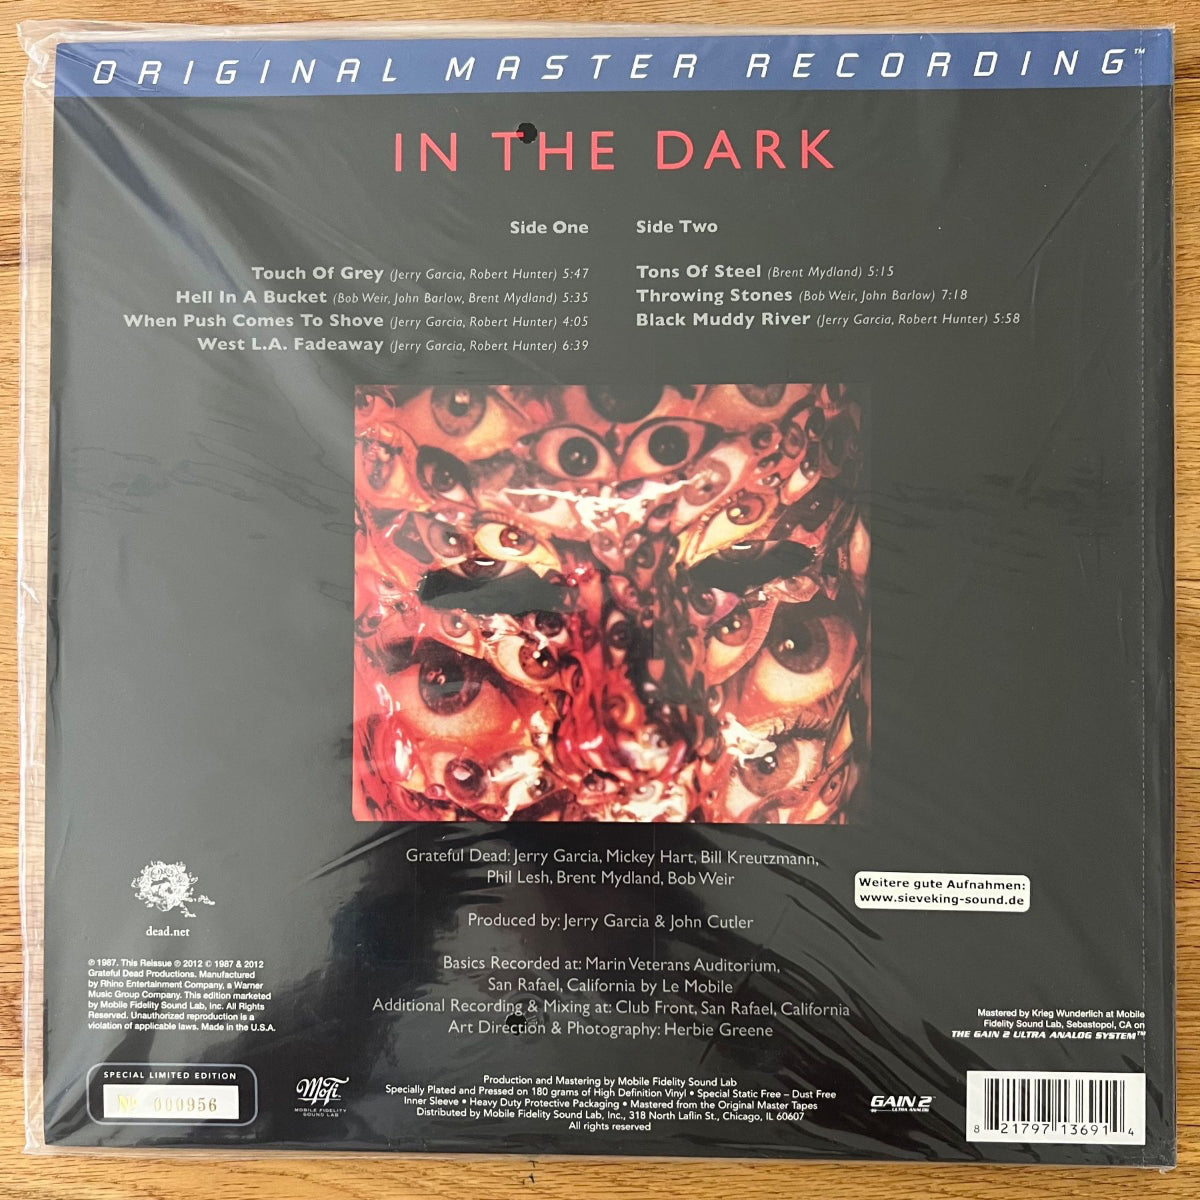 ORIGINAL MASTER RECORDING™
IN THE DARK
Side One
Touch Of Grey (Jerry Garcia, Robert Hunter) 5:47
Hell In A Bucket (Bob Weir, John Barlow, Brent Mydland) 5:35
When Push Comes To Shove (Jerry Garcia, Robert Hunter) 4:05
West L.A. Fadeaway (Jerry Garcia, Robert Hunter) 6:39
Side Two
Tons Of Steel (Brent Mydland) 5:15
Throwing Stones (Bob Weir, John Barlow) 7:18
Black Muddy River (Jerry Garcia, Robert Hunter) 5:58
Grateful Dead: Jerry Garcia, Mickey Hart, Bill Kreutzmann,
Phil Lesh, Brent Mydland, Bob Weir
Produced by: Jerry Garcia & John Cutler
Basics Recorded at: Marin Veterans Auditorium,
San Rafael, California by Le Mobile
Additional Recording & Mixing at: Club Front, San Rafael, California
Art Direction & Photography: Herbie Greene
Weitere gute Aufnahmen:
www.sieveking-sound.de
dead.net
℗ 1987. This Reissue ℗ 2012 © 1987 & 2012
Grateful Dead Productions. Manufactured
by Rhino Entertainment Company, a Warner
Music Group Company. This edition marketed
by Mobile Fidelity Sound Lab, Inc. All Rights
Reserved. Unauthorized reproduction is a
violation of applicable laws. Made in the U.S.A.
Mastered by Krieg Wunderlich at Mobile
Fidelity Sound Lab, Sebastopol, CA on
THE GAIN 2 ULTRA ANALOG SYSTEM™
SPECIAL LIMITED EDITION
№ 000956
MoFi
MOBILE FIDELITY
SOUND LAB
Production and Mastering by Mobile Fidelity Sound Lab
Specially Plated and Pressed on 180 grams of High Definition Vinyl • Special Static Free – Dust Free
Inner Sleeve • Heavy Duty Protective Packaging • Mastered from the Original Master Tapes
Distributed by Mobile Fidelity Sound Lab, Inc., 318 North Laflin St., Chicago, IL 60607
All rights reserved
GAIN 2™
ULTRA ANALOG
8 21797 13691 4